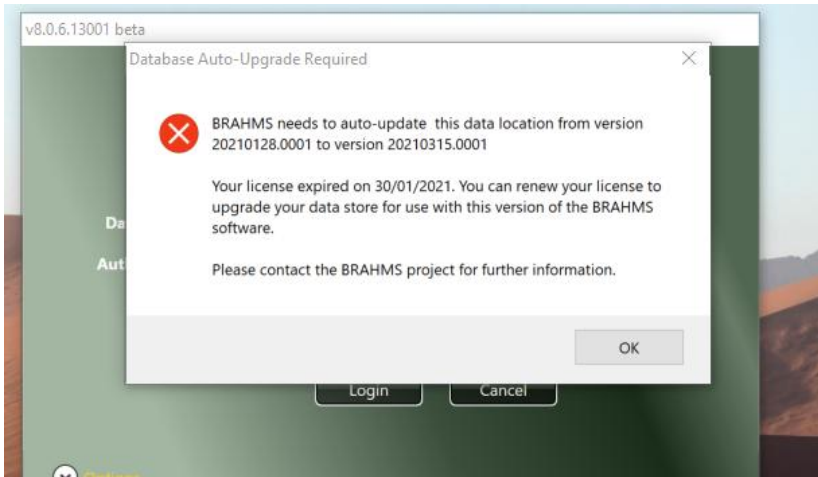 v8.0.6.13001 beta
Database Auto-Upgrade Required
BRAHMS needs to auto-update  this data location from version
20210128.0001 to version 20210315.0001
Your license expired on 30/01/2021. You can renew your license to
upgrade your data store for use with this version of the BRAHMS
software.
Please contact the BRAHMS project for further information.
Da
Aut
OK
Login
Cancel